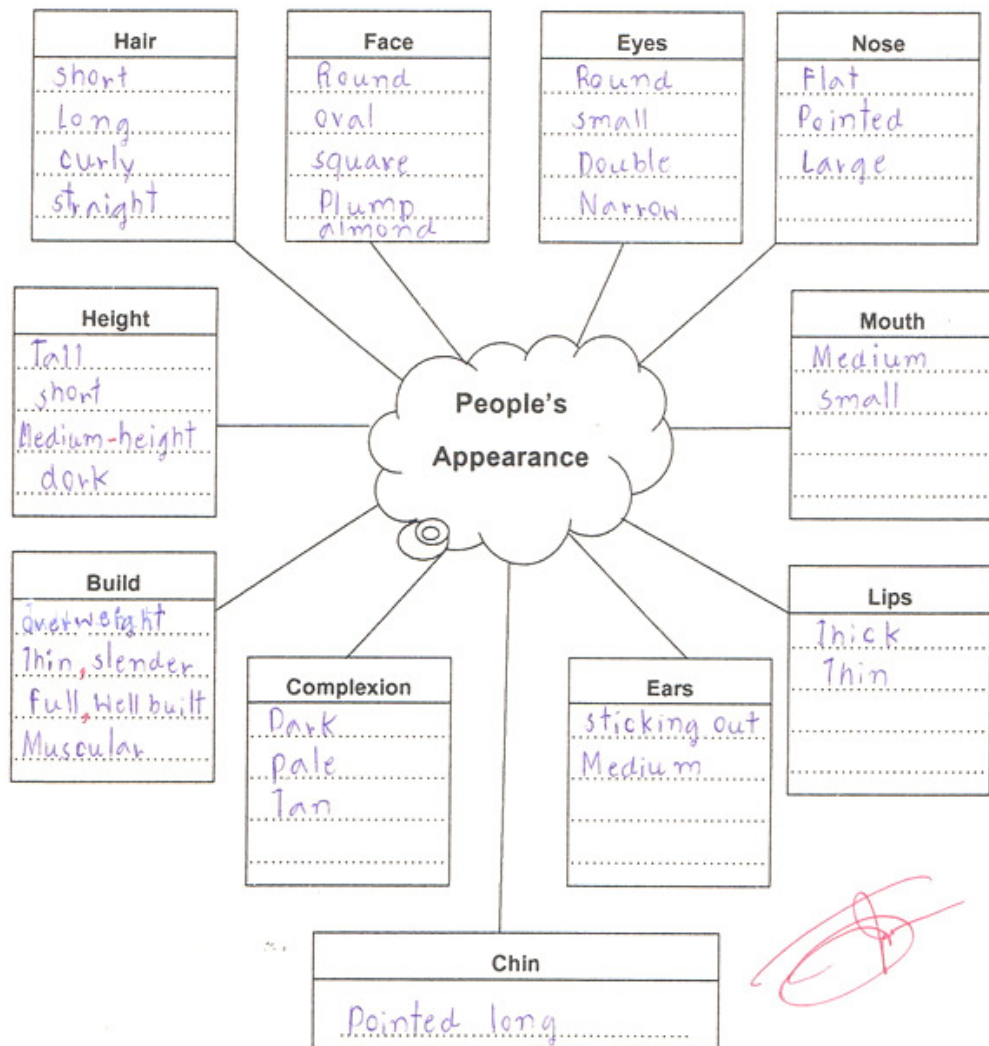 Hair
short
Long
curly
straight
Face
Round
oval
square
Plump
almond
Eyes
Round
small
Double
Narrow
Nose
Flat
Pointed
Large
Height
Tall
short
Medium-height
dork
People's
Appearance
Mouth
Medium
small
Build
Overweight
Thin, slender
Full, Well built
Muscular
Complexion
Dark
pale
Tan
Ears
sticking out
Medium
Lips
Thick
Thin
Chin
Pointed long